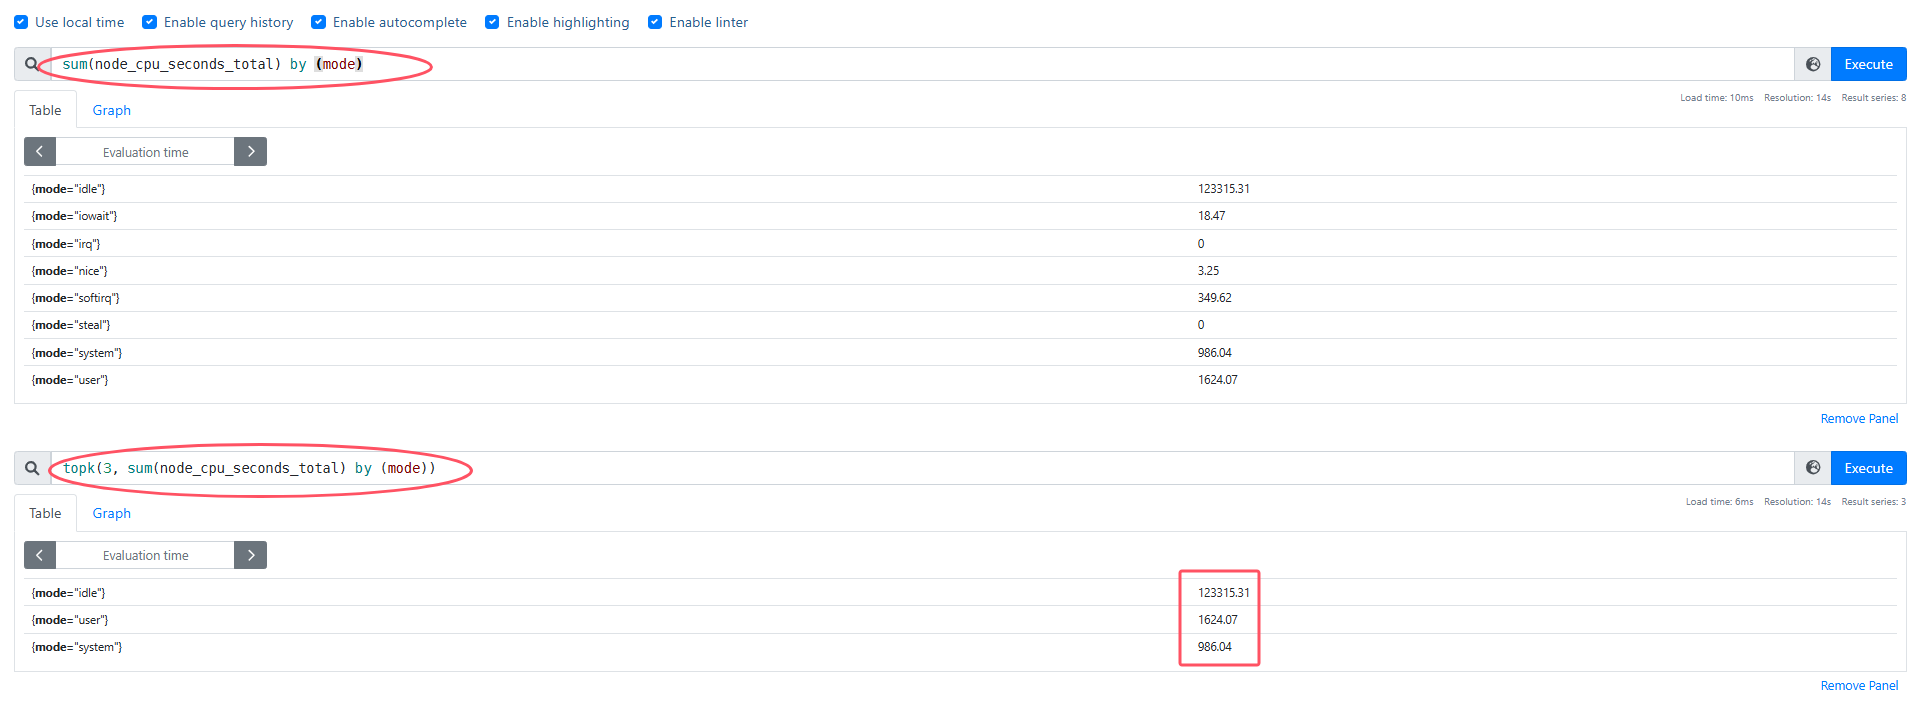 Use local time Enable query history Enable autocomplete Enable highlighting Enable linter
sum(node_cpu_seconds_total) by (mode) Execute
Table Graph Load time: 10ms Resolution: 14s Result series: 8
Evaluation time
{mode="idle"} 123315.31
{mode="iowait"} 18.47
{mode="irq"} 0
{mode="nice"} 3.25
{mode="softirq"} 349.62
{mode="steal"} 0
{mode="system"} 986.04
{mode="user"} 1624.07
Remove Panel
topk(3, sum(node_cpu_seconds_total) by (mode)) Execute
Table Graph Load time: 6ms Resolution: 14s Result series: 3
Evaluation time
{mode="idle"} 123315.31
{mode="user"} 1624.07
{mode="system"} 986.04
Remove Panel